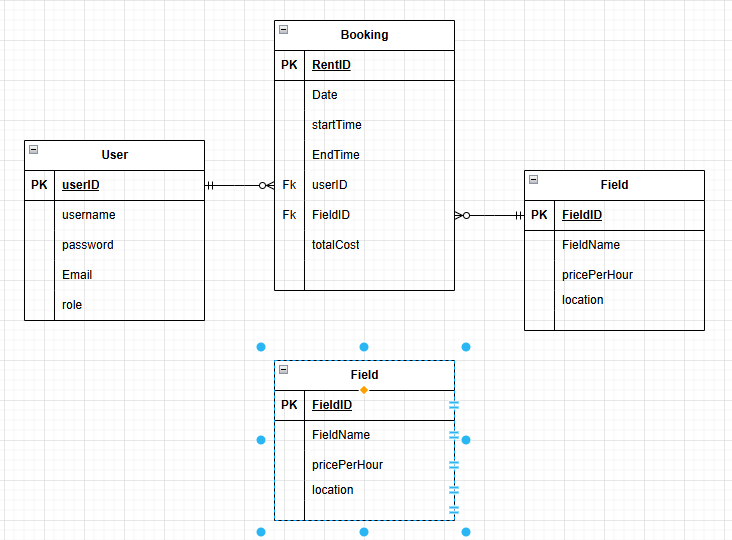 Booking
PK RentID
Date
startTime
EndTime
Fk userID
Fk FieldID
totalCost
User
PK userID
username
password
Email
role
Field
PK FieldID
FieldName
pricePerHour
location
Field
PK FieldID
FieldName
pricePerHour
location